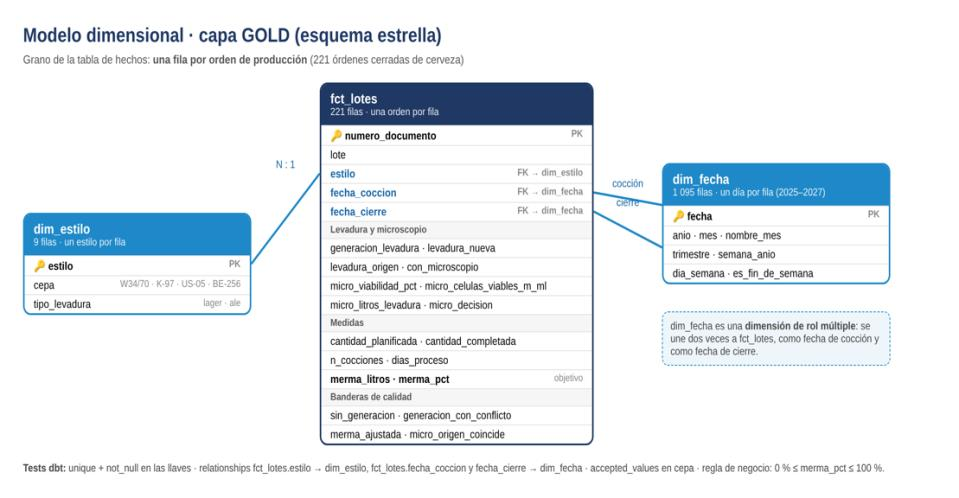 Modelo dimensional · capa GOLD (esquema estrella)
Grano de la tabla de hechos: una fila por orden de producción (221 órdenes cerradas de cerveza)
fct_lotes
221 filas · una orden por fila
numero_documento PK
lote
estilo FK → dim_estilo
fecha_coccion FK → dim_fecha
fecha_cierre FK → dim_fecha
Levadura y microscopio
generacion_levadura · levadura_nueva
levadura_origen · con_microscopio
micro_viabilidad_pct · micro_celulas_viables_m_ml
micro_litros_levadura · micro_decision
Medidas
cantidad_planificada · cantidad_completada
n_cocciones · dias_proceso
merma_litros · merma_pct objetivo
Banderas de calidad
sin_generacion · generacion_con_conflicto
merma_ajustada · micro_origen_coincide
N : 1
dim_estilo
9 filas · un estilo por fila
estilo PK
cepa W34/70 · K-97 · US-05 · BE-256
tipo_levadura lager · ale
cocción
cierre
dim_fecha
1 095 filas · un día por fila (2025–2027)
fecha PK
anio · mes · nombre_mes
trimestre · semana_anio
dia_semana · es_fin_de_semana
dim_fecha es una dimensión de rol múltiple: se
une dos veces a fct_lotes, como fecha de cocción y
como fecha de cierre.
Tests dbt: unique + not_null en las llaves · relationships fct_lotes.estilo → dim_estilo, fct_lotes.fecha_coccion y fecha_cierre → dim_fecha · accepted_values en cepa · regla de negocio: 0 % ≤ merma_pct ≤ 100 %.